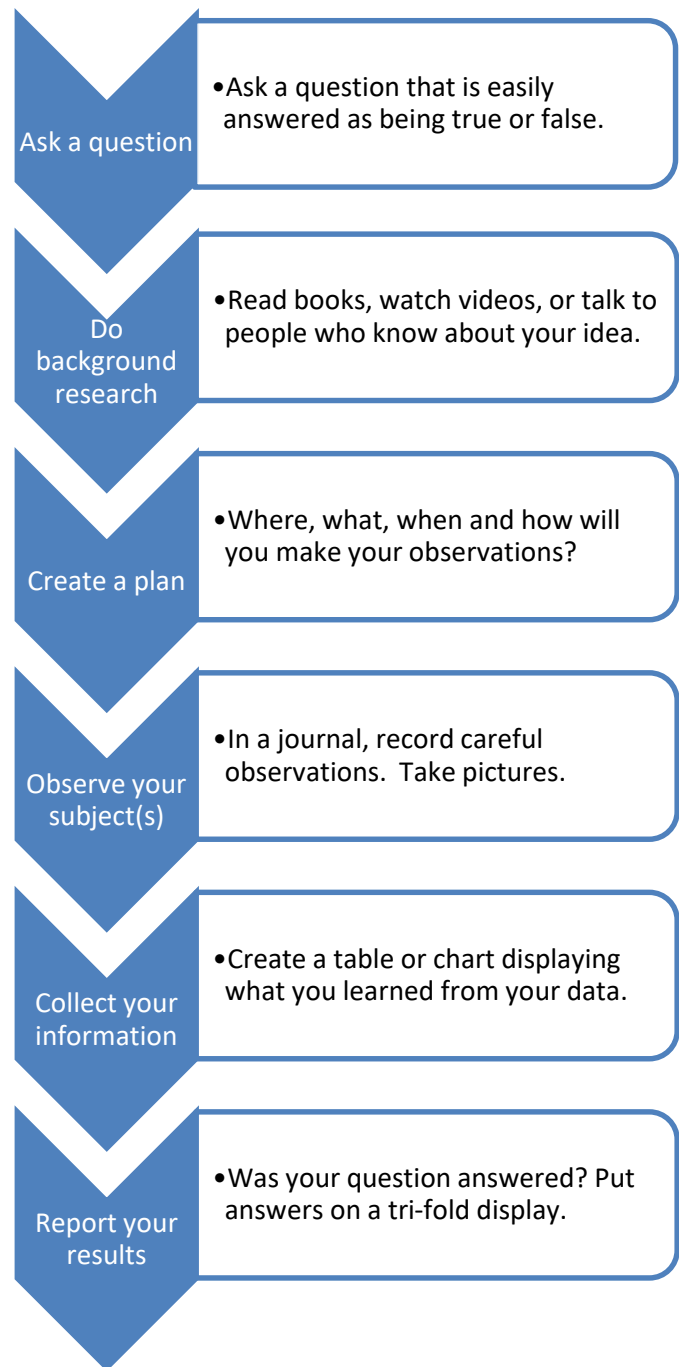 Ask a question
•Ask a question that is easily
answered as being true or false.
Do
background
research
•Read books, watch videos, or talk to
people who know about your idea.
Create a plan
•Where, what, when and how will
you make your observations?
Observe your
subject(s)
•In a journal, record careful
observations.  Take pictures.
Collect your
information
•Create a table or chart displaying
what you learned from your data.
Report your
results
•Was your question answered? Put
answers on a tri-fold display.